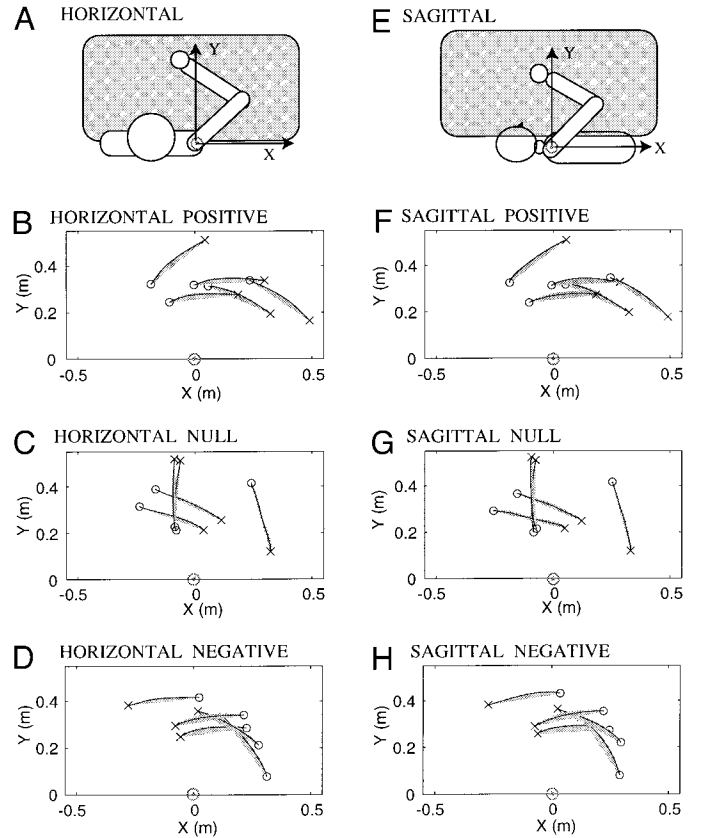 A HORIZONTAL
Y
X
E SAGITTAL
Y
X
B HORIZONTAL POSITIVE
Y (m)
0.4
0.2
0
-0.5
0
0.5
X (m)
F SAGITTAL POSITIVE
Y (m)
0.4
0.2
0
-0.5
0
0.5
X (m)
C HORIZONTAL NULL
Y (m)
0.4
0.2
0
-0.5
0
0.5
X (m)
G SAGITTAL NULL
Y (m)
0.4
0.2
0
-0.5
0
0.5
X (m)
D HORIZONTAL NEGATIVE
Y (m)
0.4
0.2
0
-0.5
0
0.5
X (m)
H SAGITTAL NEGATIVE
Y (m)
0.4
0.2
0
-0.5
0
0.5
X (m)